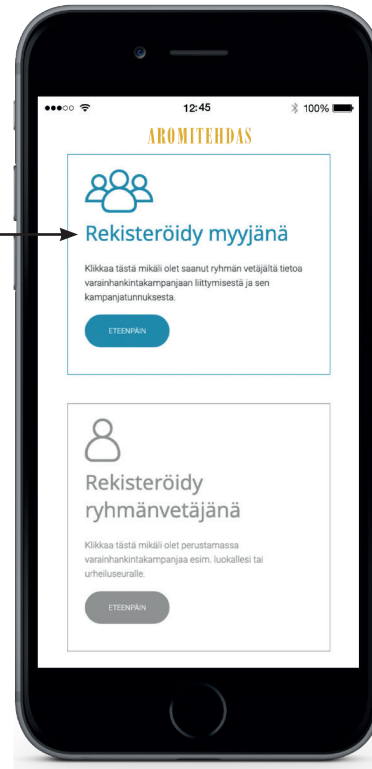 12:45
100%
AROMITEHDAS
Rekisteröidy myyjänä
Klikkaa tästä mikäli olet saanut ryhmän vetäjältä tietoa
varainhankintakampanjaan liittymisestä ja sen
kampanjatunnuksesta.
ETEENPÄIN
Rekisteröidy
ryhmänvetäjänä
Klikkaa tästä mikäli olet perustamassa
varainhankintakampanjaa esim. luokallesi tai
urheiluseuralle.
ETEENPÄIN